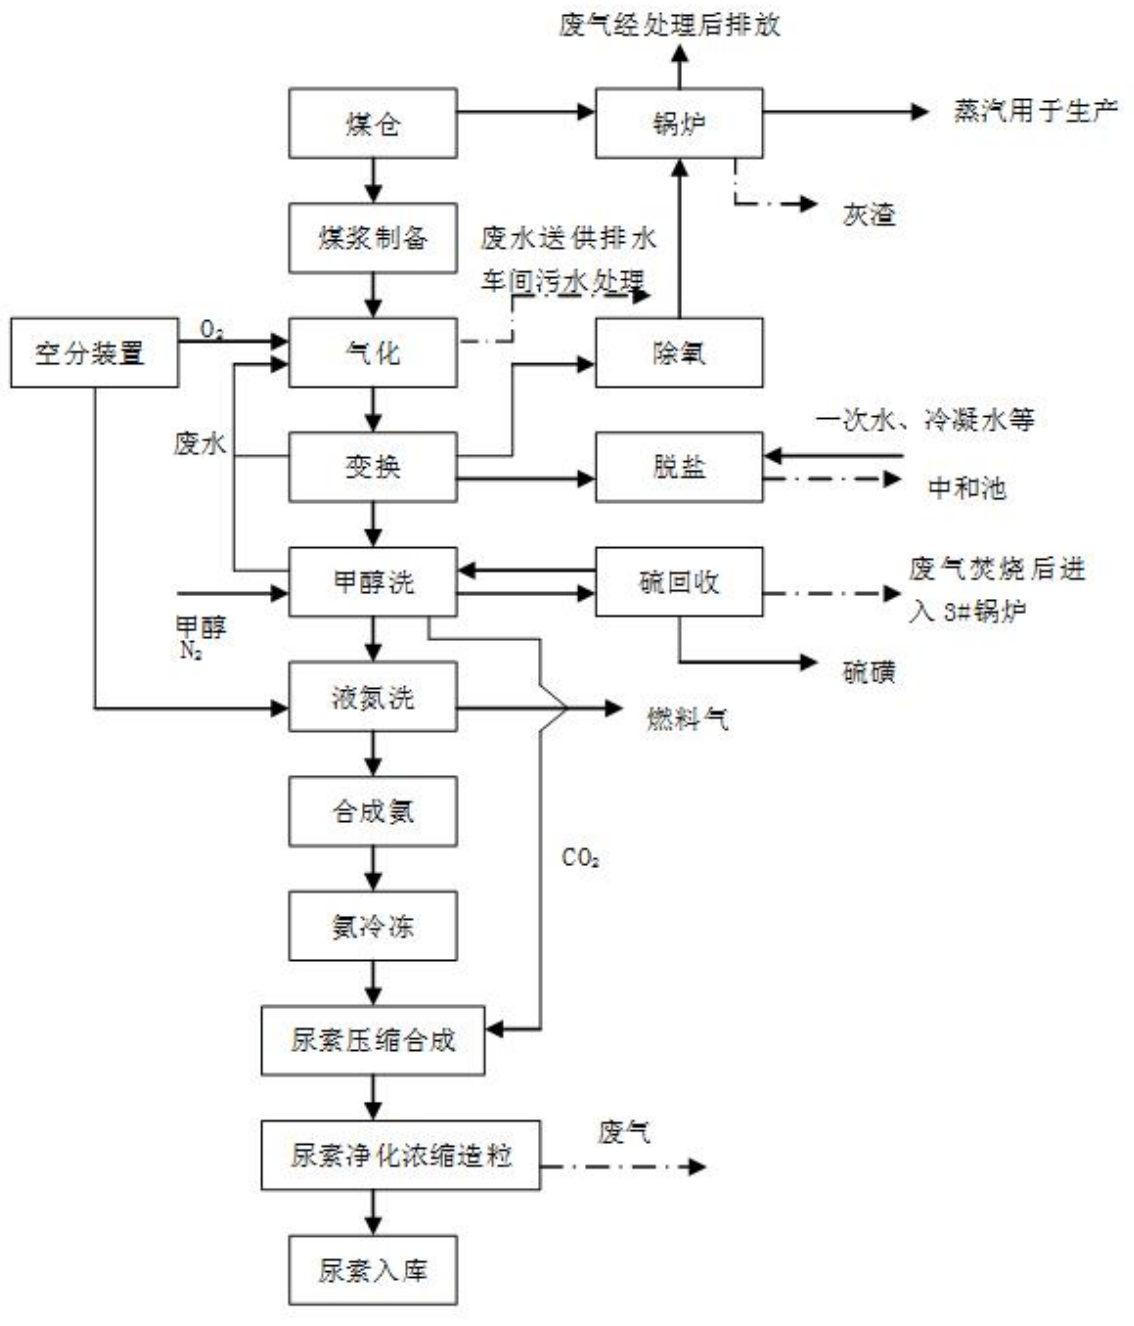 废气经处理后排放
煤仓
锅炉
蒸汽用于生产
灰渣
煤浆制备
废水送供排水
车间污水处理
空分装置
O₂
气化
除氧
废水
一次水、冷凝水等
变换
脱盐
中和池
甲醇洗
硫回收
废气焚烧后进
入 3#锅炉
甲醇
N₂
硫磺
液氮洗
燃料气
合成氨
CO₂
氨冷冻
尿素压缩合成
尿素净化浓缩造粒
废气
尿素入库